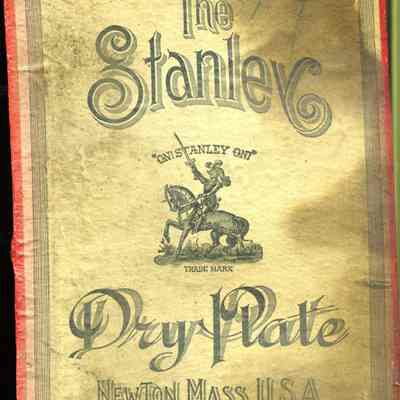 The
Stanley
"ON! STANLEY ON!"
TRADE MARK
Dry Plate
NEWTON MASS. U.S.A